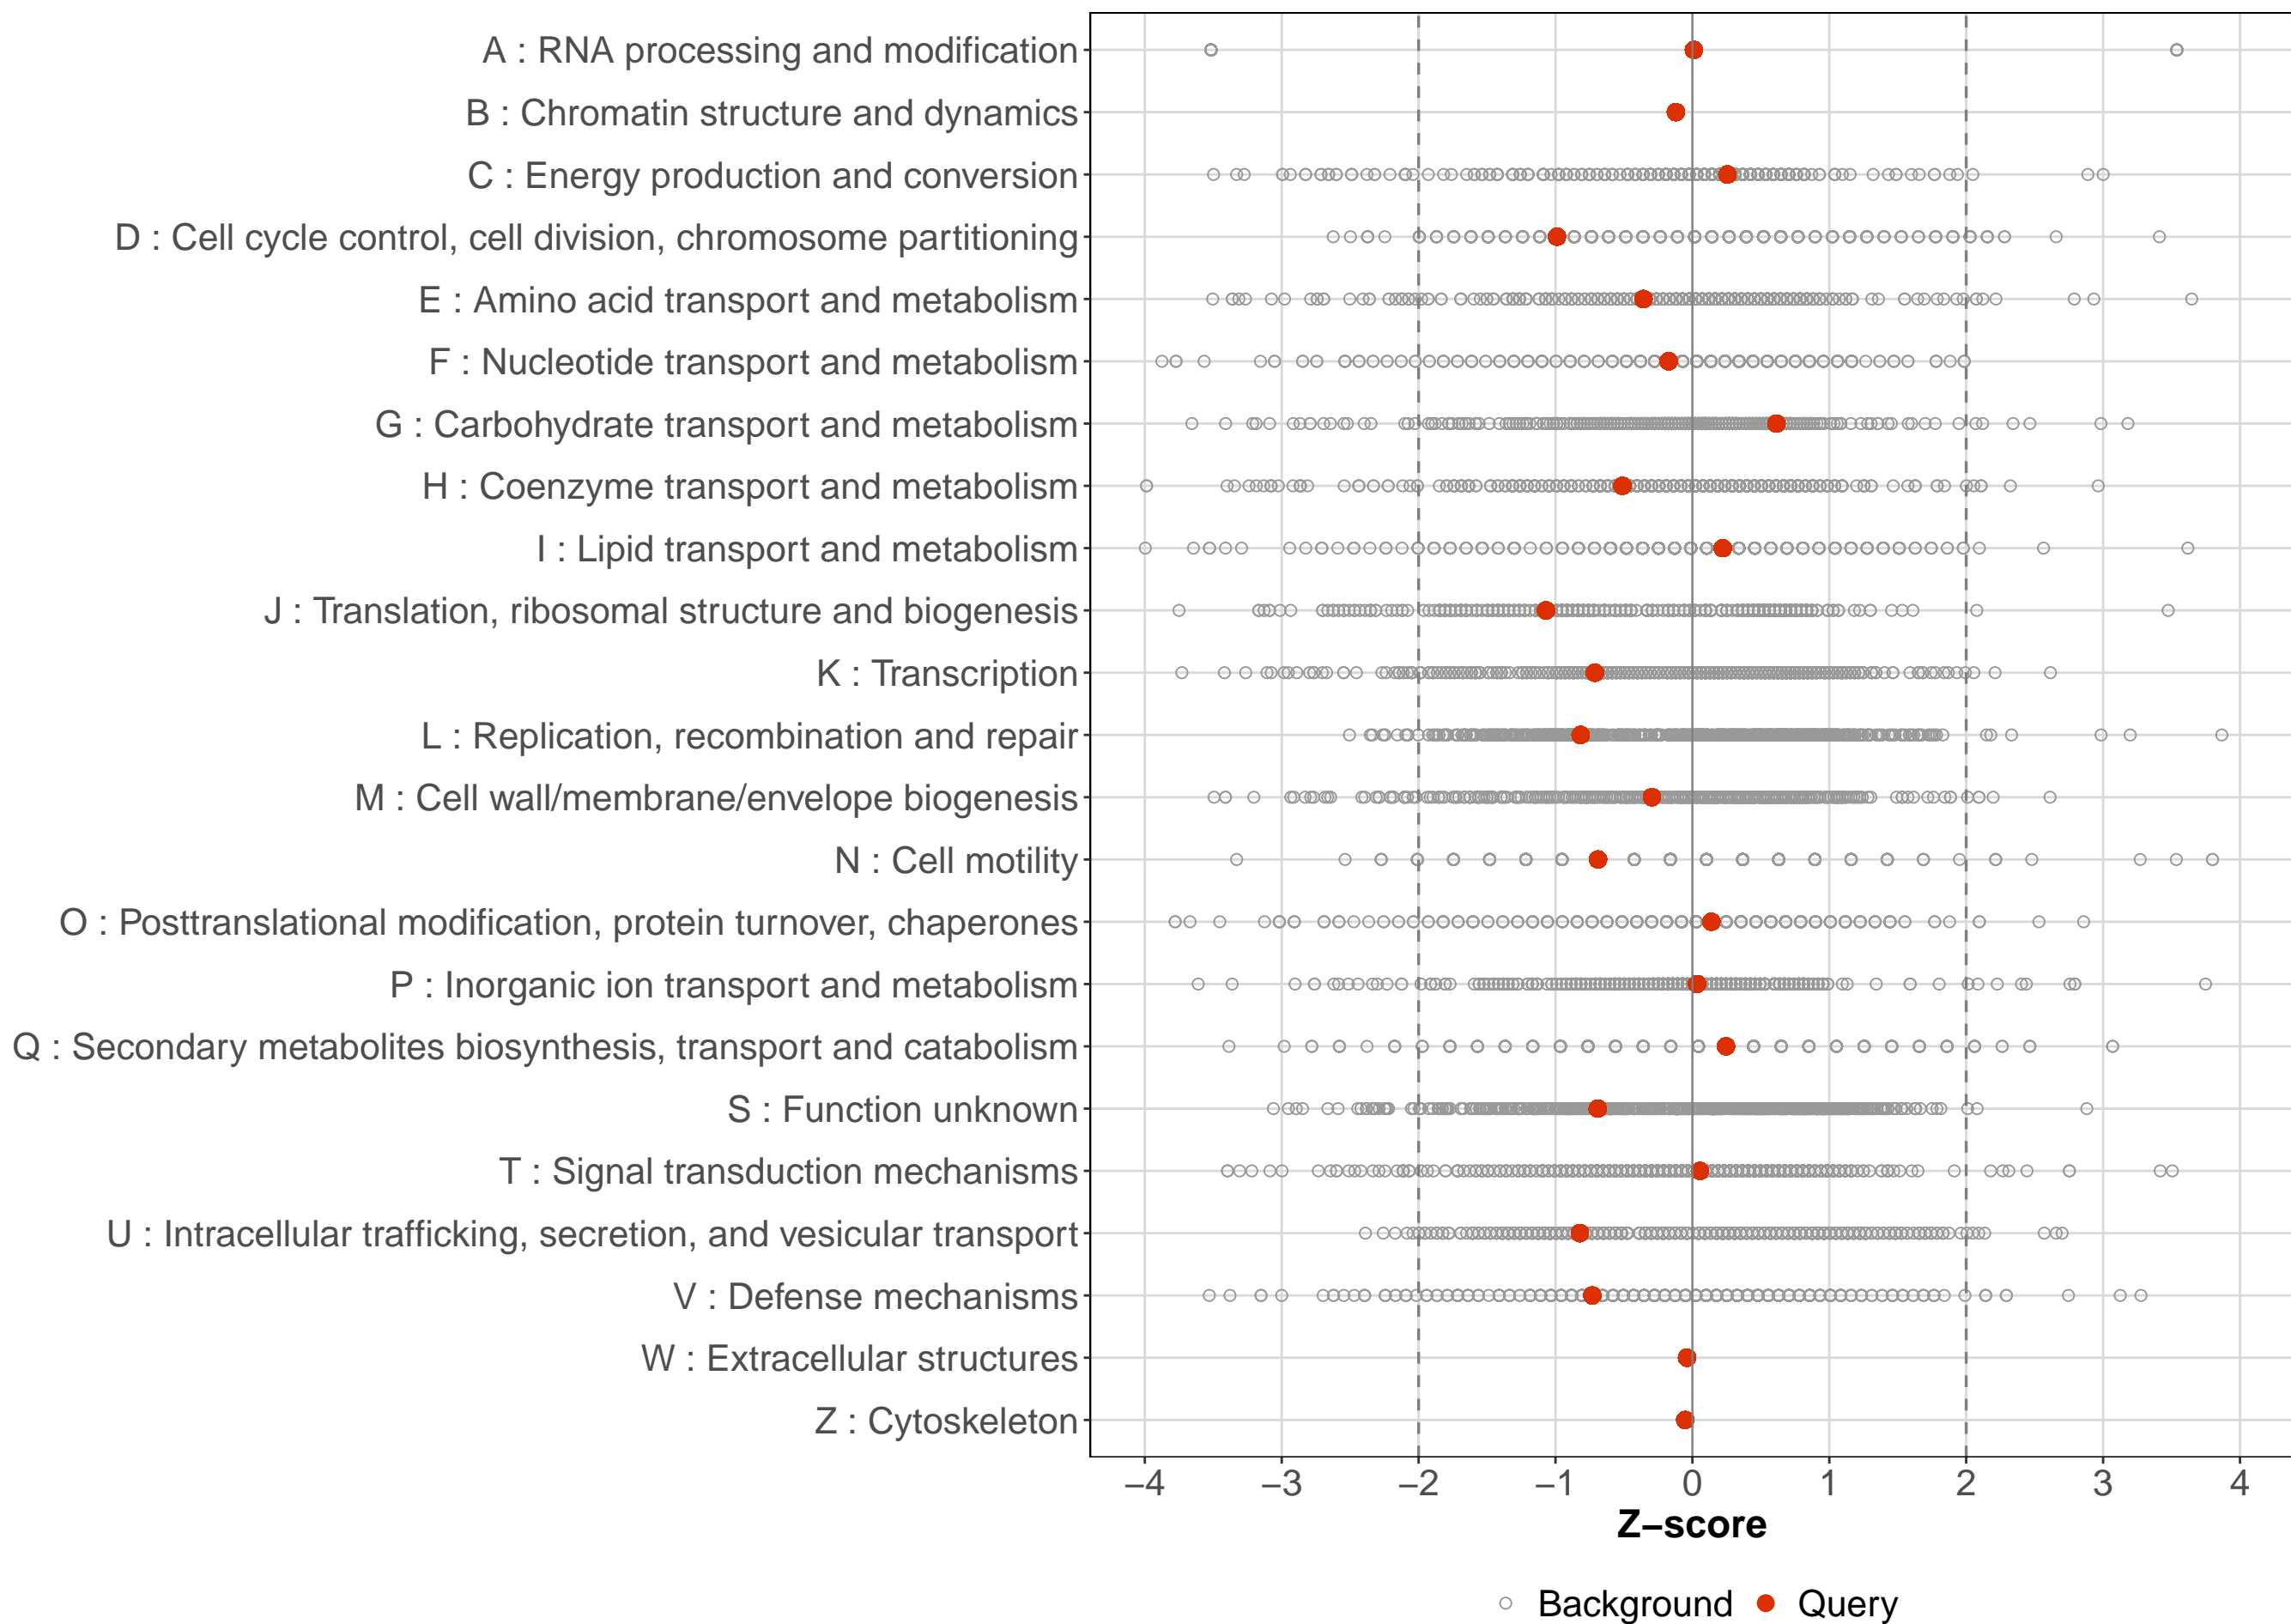 A : RNA processing and modification
B : Chromatin structure and dynamics
C : Energy production and conversion
D : Cell cycle control, cell division, chromosome partitioning
E : Amino acid transport and metabolism
F : Nucleotide transport and metabolism
G : Carbohydrate transport and metabolism
H : Coenzyme transport and metabolism
I : Lipid transport and metabolism
J : Translation, ribosomal structure and biogenesis
K : Transcription
L : Replication, recombination and repair
M : Cell wall/membrane/envelope biogenesis
N : Cell motility
O : Posttranslational modification, protein turnover, chaperones
P : Inorganic ion transport and metabolism
Q : Secondary metabolites biosynthesis, transport and catabolism
S : Function unknown
T : Signal transduction mechanisms
U : Intracellular trafficking, secretion, and vesicular transport
V : Defense mechanisms
W : Extracellular structures
Z : Cytoskeleton
−4 −3 −2 −1 0 1 2 3 4
Z−score
Background Query